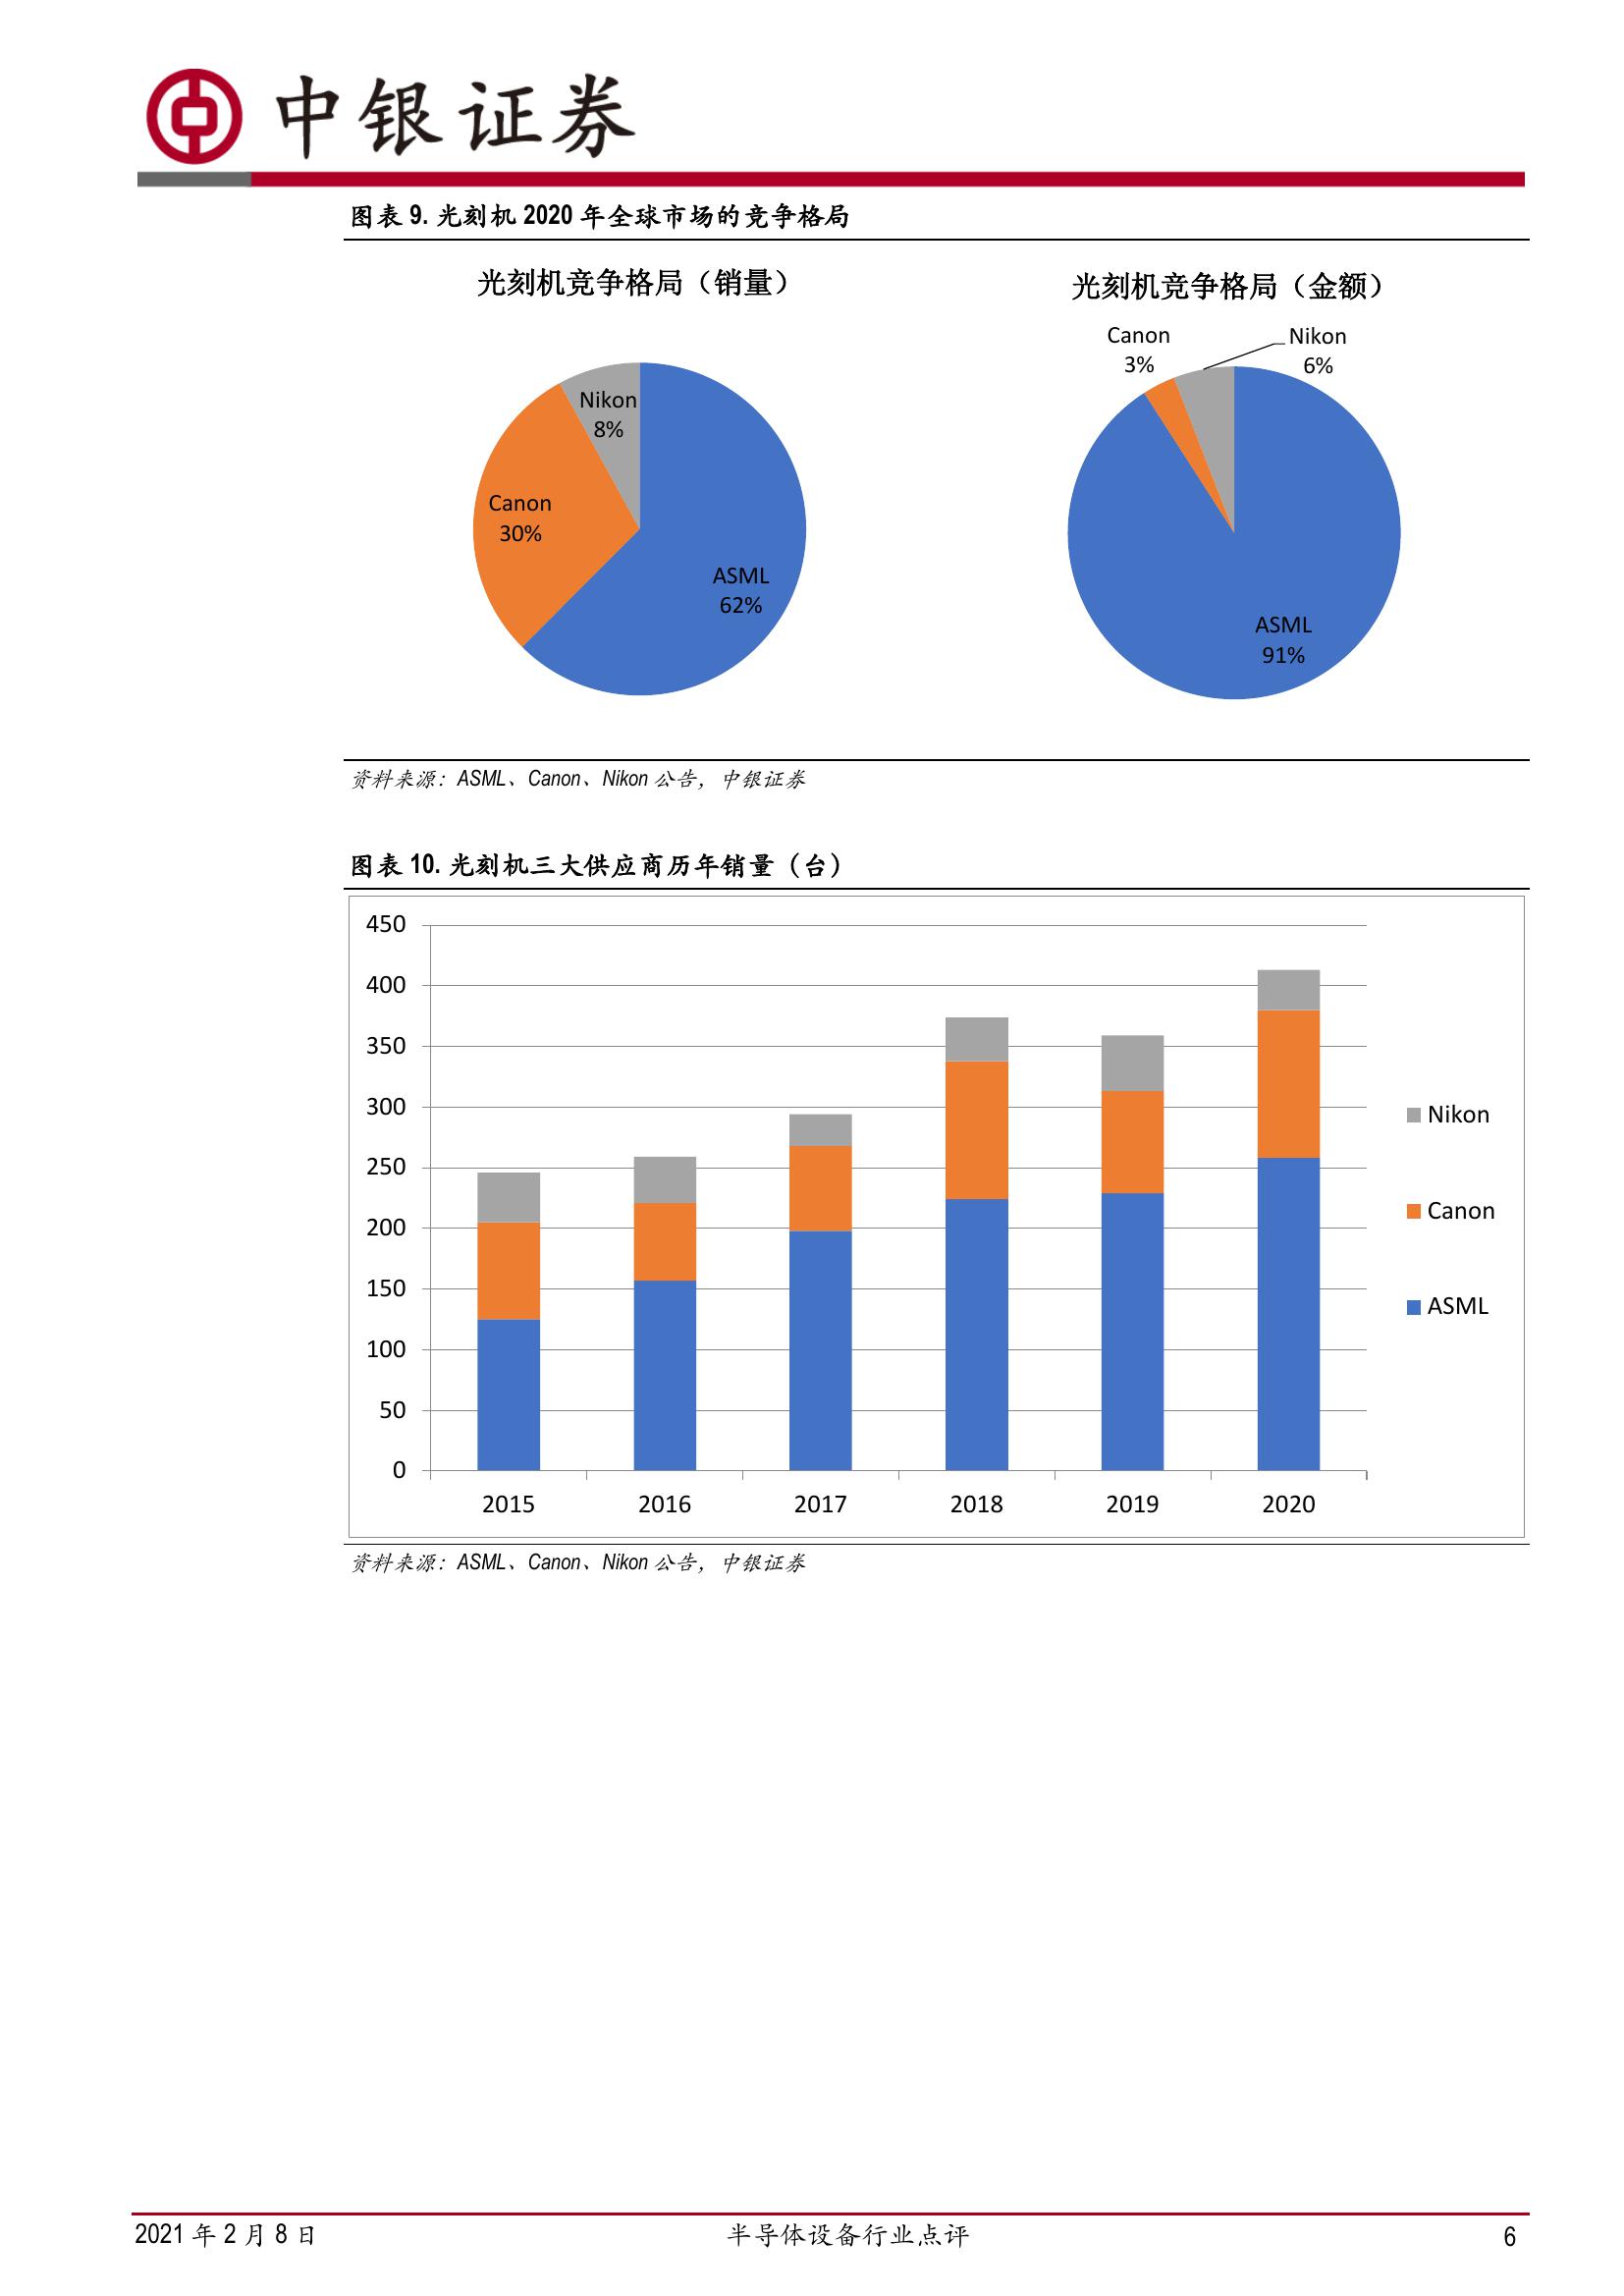 中银证券
图表 9. 光刻机 2020 年全球市场的竞争格局
光刻机竞争格局（销量）
Nikon
8%
Canon
30%
ASML
62%
光刻机竞争格局（金额）
Canon
3%
Nikon
6%
ASML
91%
资料来源：ASML、Canon、Nikon 公告，中银证券
图表 10. 光刻机三大供应商历年销量（台）
450
400
350
300
250
200
150
100
50
0
2015
2016
2017
2018
2019
2020
Nikon
Canon
ASML
资料来源：ASML、Canon、Nikon 公告，中银证券
2021 年 2 月 8 日
半导体设备行业点评
6